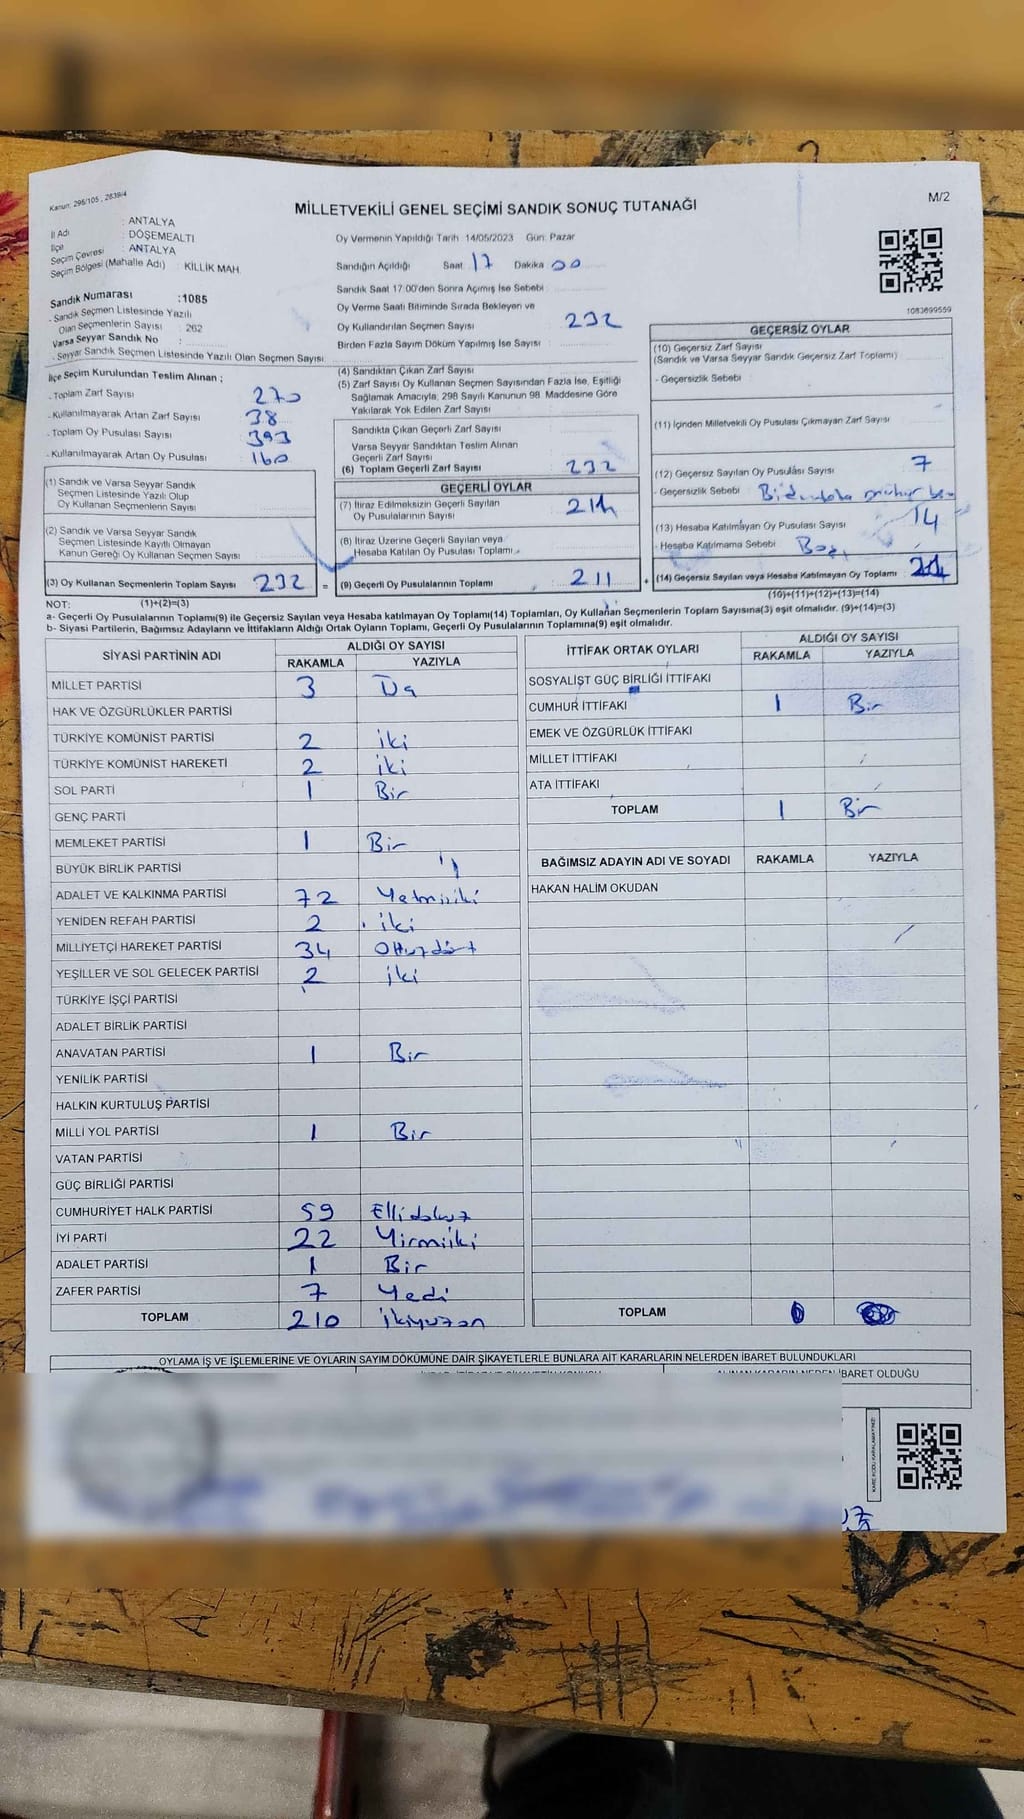 Kanun: 298/105 , 2839/4
M/2
MİLLETVEKİLİ GENEL SEÇİMİ SANDIK SONUÇ TUTANAĞI
İl Adı : ANTALYA
İlçe : DÖŞEMEALTI
Seçim Çevresi : ANTALYA
Seçim Bölgesi (Mahalle Adı) : KILLIK MAH.
Sandık Numarası :1085
- Sandık Seçmen Listesinde Yazılı
Olan Seçmenlerin Sayısı : 262
Varsa Seyyar Sandık No :
- Seyyar Sandık Seçmen Listesinde Yazılı Olan Seçmen Sayısı:
Oy Vermenin Yapıldığı Tarih: 14/05/2023 Gün: Pazar
Sandığın Açıldığı Saat: 17 Dakika 00
Sandık Saat 17:00'den Sonra Açımış İse Sebebi :
Oy Verme Saati Bitiminde Sırada Bekleyen ve
Oy Kullandırılan Seçmen Sayısı : 232
Birden Fazla Sayım Döküm Yapılmış İse Sayısı :
1083699559
İlçe Seçim Kurulundan Teslim Alınan ;
- Toplam Zarf Sayısı 270
- Kullanılmayarak Artan Zarf Sayısı 38
- Toplam Oy Pusulası Sayısı 393
- Kullanılmayarak Artan Oy Pusulası 160
(1) Sandık ve Varsa Seyyar Sandık
Seçmen Listesinde Yazılı Olup
Oy Kullanan Seçmenlerin Sayısı
(2) Sandık ve Varsa Seyyar Sandık
Seçmen Listesinde Kayıtlı Olmayan
Kanun Gereği Oy Kullanan Seçmen Sayısı
(3) Oy Kullanan Seçmenlerin Toplam Sayısı 232 =
(1)+(2)=(3)
(4) Sandıktan Çıkan Zarf Sayısı
(5) Zarf Sayısı Oy Kullanan Seçmen Sayısından Fazla İse, Eşitliği
Sağlamak Amacıyla, 298 Sayılı Kanunun 98. Maddesine Göre
Yakılarak Yok Edilen Zarf Sayısı
Sandıkta Çıkan Geçerli Zarf Sayısı
Varsa Seyyar Sandıktan Teslim Alınan
Geçerli Zarf Sayısı
(6) Toplam Geçerli Zarf Sayısı : 232
GEÇERLİ OYLAR
(7) İtiraz Edilmeksizin Geçerli Sayılan
Oy Pusulalarının Sayısı 211
(8) İtiraz Üzerine Geçerli Sayılan veya
Hesaba Katılan Oy Pusulası Toplamı
(9) Geçerli Oy Pusulalarının Toplamı 211 +
GEÇERSİZ OYLAR
(10) Geçersiz Zarf Sayısı
(Sandık ve Varsa Seyyar Sandık Geçersiz Zarf Toplamı)
- Geçersizlik Sebebi
(11) İçinden Milletvekili Oy Pusulası Çıkmayan Zarf Sayısı
(12) Geçersiz Sayılan Oy Pusulası Sayısı 7
- Geçersizlik Sebebi
(13) Hesaba Katılmayan Oy Pusulası Sayısı 14
- Hesaba Katılmama Sebebi
(14) Geçersiz Sayılan veya Hesaba Katılmayan Oy Toplamı
(10)+(11)+(12)+(13)=(14)
NOT:
a- Geçerli Oy Pusulalarının Toplamı(9) ile Geçersiz Sayılan veya Hesaba katılmayan Oy Toplamı(14) Toplamları, Oy Kullanan Seçmenlerin Toplam Sayısına(3) eşit olmalıdır. (9)+(14)=(3)
b- Siyasi Partilerin, Bağımsız Adayların ve İttifakların Aldığı Ortak Oyların Toplamı, Geçerli Oy Pusulalarının Toplamına(9) eşit olmalıdır.
SİYASİ PARTİNİN ADI ALDIĞI OY SAYISI
RAKAMLA YAZIYLA
MİLLET PARTİSİ 3
HAK VE ÖZGÜRLÜKLER PARTİSİ
TÜRKİYE KOMÜNİST PARTİSİ 2 iki
TÜRKİYE KOMÜNİST HAREKETİ 2 iki
SOL PARTİ 1 Bir
GENÇ PARTİ
MEMLEKET PARTİSİ 1 Bir
BÜYÜK BİRLİK PARTİSİ
ADALET VE KALKINMA PARTİSİ 72 Yetmişiki
YENİDEN REFAH PARTİSİ 2 iki
MİLLİYETÇİ HAREKET PARTİSİ 34 Otuzdört
YEŞİLLER VE SOL GELECEK PARTİSİ 2 iki
TÜRKİYE İŞÇİ PARTİSİ
ADALET BİRLİK PARTİSİ
ANAVATAN PARTİSİ 1 Bir
YENİLİK PARTİSİ
HALKIN KURTULUŞ PARTİSİ
MİLLİ YOL PARTİSİ 1 Bir
VATAN PARTİSİ
GÜÇ BİRLİĞİ PARTİSİ
CUMHURİYET HALK PARTİSİ 59 Ellidokuz
İYİ PARTİ 22 Yirmiiki
ADALET PARTİSİ 1 Bir
ZAFER PARTİSİ 7 Yedi
TOPLAM 210 ikiyüzon
İTTİFAK ORTAK OYLARI ALDIĞI OY SAYISI
RAKAMLA YAZIYLA
SOSYALİST GÜÇ BİRLİĞİ İTTİFAKI
CUMHUR İTTİFAKI 1 Bir
EMEK VE ÖZGÜRLÜK İTTİFAKI
MİLLET İTTİFAKI
ATA İTTİFAKI
TOPLAM 1 Bir
BAĞIMSIZ ADAYIN ADI VE SOYADI RAKAMLA YAZIYLA
HAKAN HALİM OKUDAN
TOPLAM 0
OYLAMA İŞ VE İŞLEMLERİNE VE OYLARIN SAYIM DÖKÜMÜNE DAİR ŞİKAYETLERLE BUNLARA AİT KARARLARIN NELERDEN İBARET BULUNDUKLARI
ALINAN KARARIN NEDEN İBARET OLDUĞU
KARE KODU KARALAMAYINIZ!